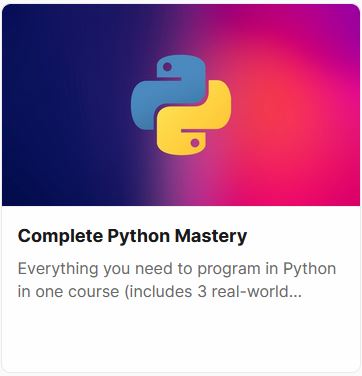 Complete Python Mastery
Everything you need to program in Python
in one course (includes 3 real-world...